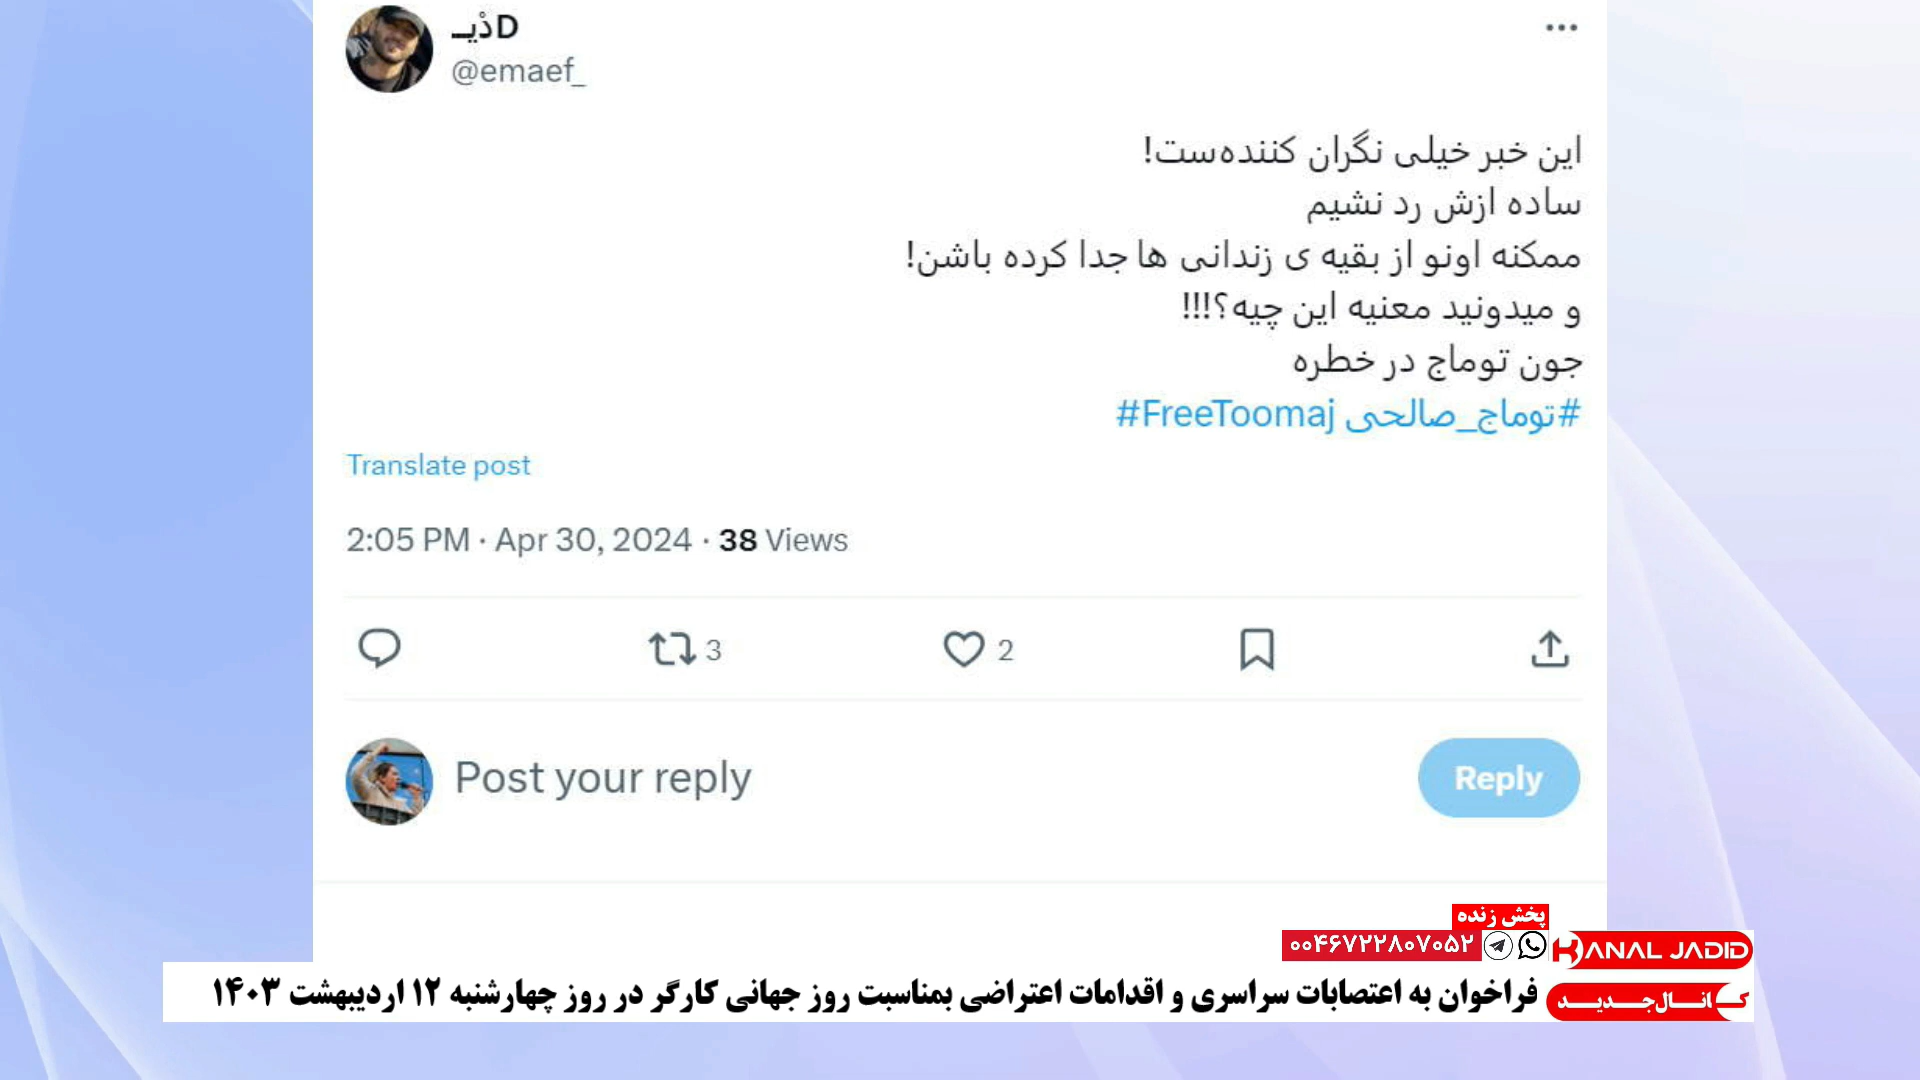 دْیـD
@emaef_
این خبر خیلی نگران کننده‌ست!
ساده ازش رد نشیم
ممکنه اونو از بقیه ی زندانی ها جدا کرده باشن!
و میدونید معنیه این چیه؟!!!
جون توماج در خطره
#توماج_صالحی #FreeToomaj
Translate post
2:05 PM · Apr 30, 2024 · 38 Views
3
2
Post your reply
Reply
پخش زنده
۰۰۴۶۷۲۲۸۰۷۰۵۲
KANAL JADID
کانال جدید
فراخوان به اعتصابات سراسری و اقدامات اعتراضی بمناسبت روز جهانی کارگر در روز چهارشنبه ۱۲ اردیبهشت ۱۴۰۳